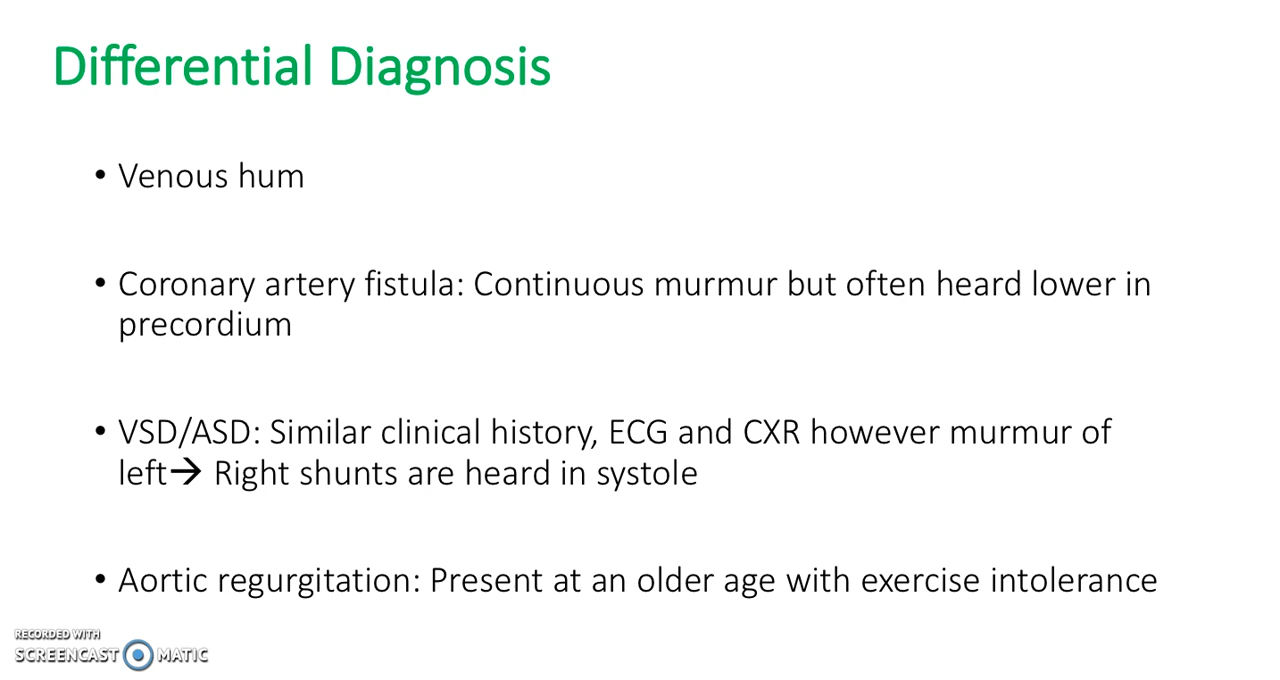 Differential Diagnosis
• Venous hum
• Coronary artery fistula: Continuous murmur but often heard lower in
precordium
• VSD/ASD: Similar clinical history, ECG and CXR however murmur of
left→ Right shunts are heard in systole
• Aortic regurgitation: Present at an older age with exercise intolerance
RECORDED WITH
SCREENCAST MATIC